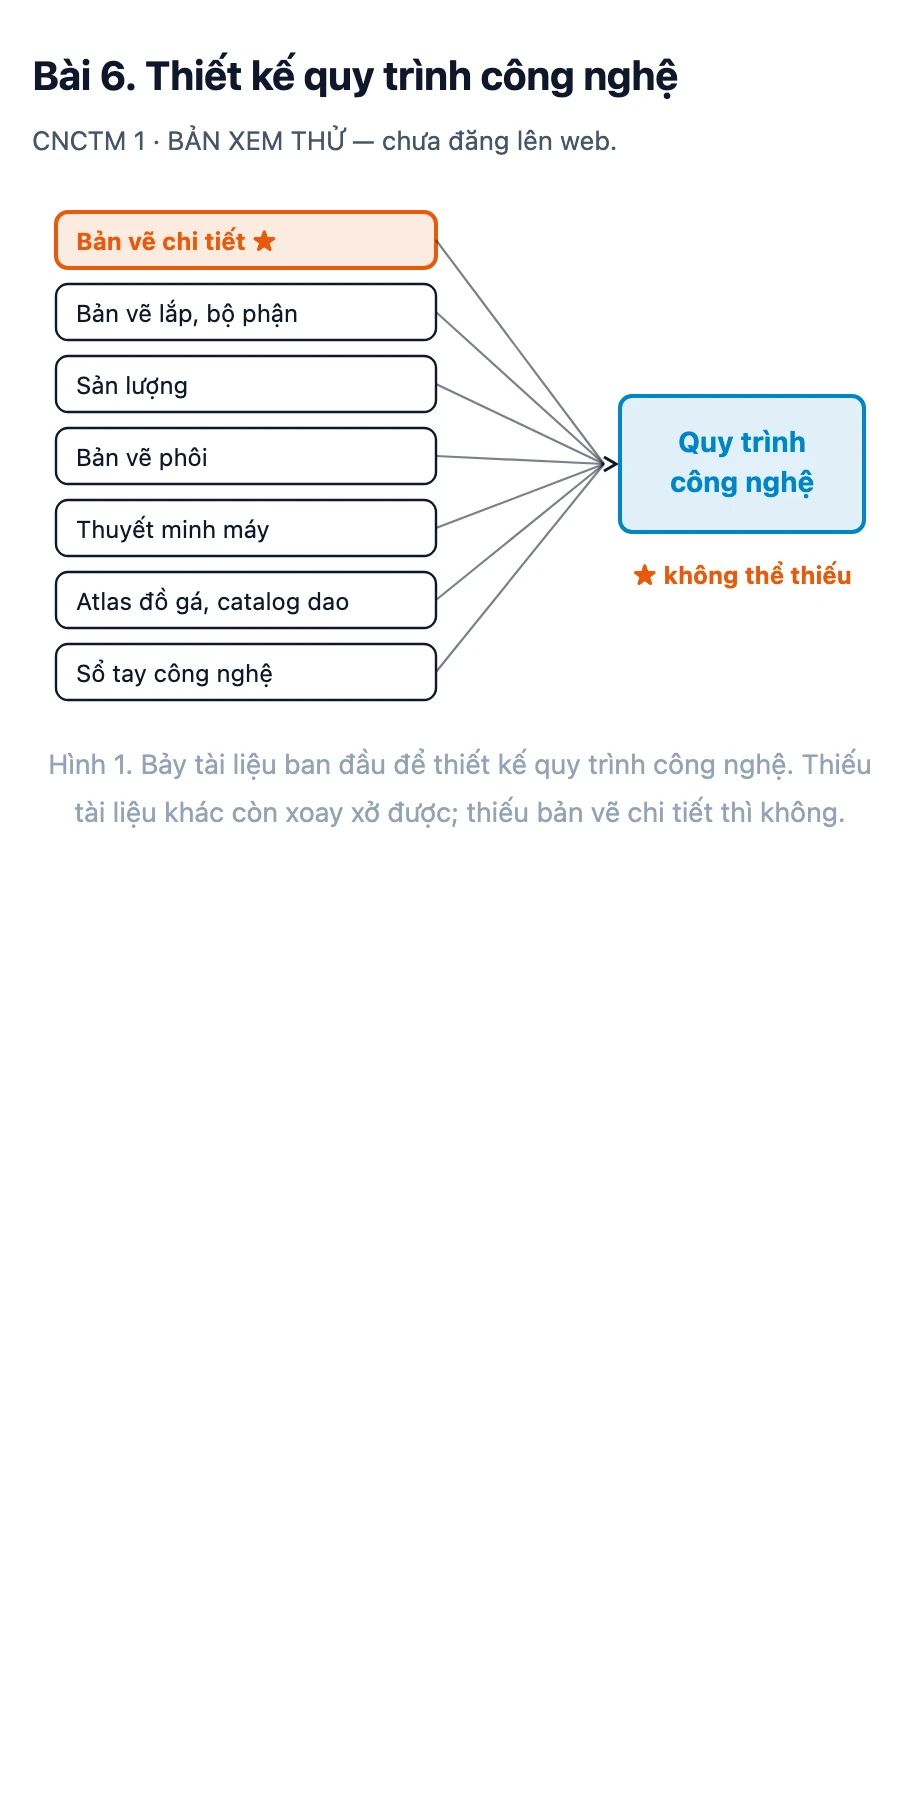 Bài 6. Thiết kế quy trình công nghệ
CNCTM 1 · BẢN XEM THỬ — chưa đăng lên web.
Bản vẽ chi tiết ★
Bản vẽ lắp, bộ phận
Sản lượng
Bản vẽ phôi
Thuyết minh máy
Atlas đồ gá, catalog dao
Sổ tay công nghệ
Quy trình
công nghệ
★ không thể thiếu
Hình 1. Bảy tài liệu ban đầu để thiết kế quy trình công nghệ. Thiếu
tài liệu khác còn xoay xở được; thiếu bản vẽ chi tiết thì không.